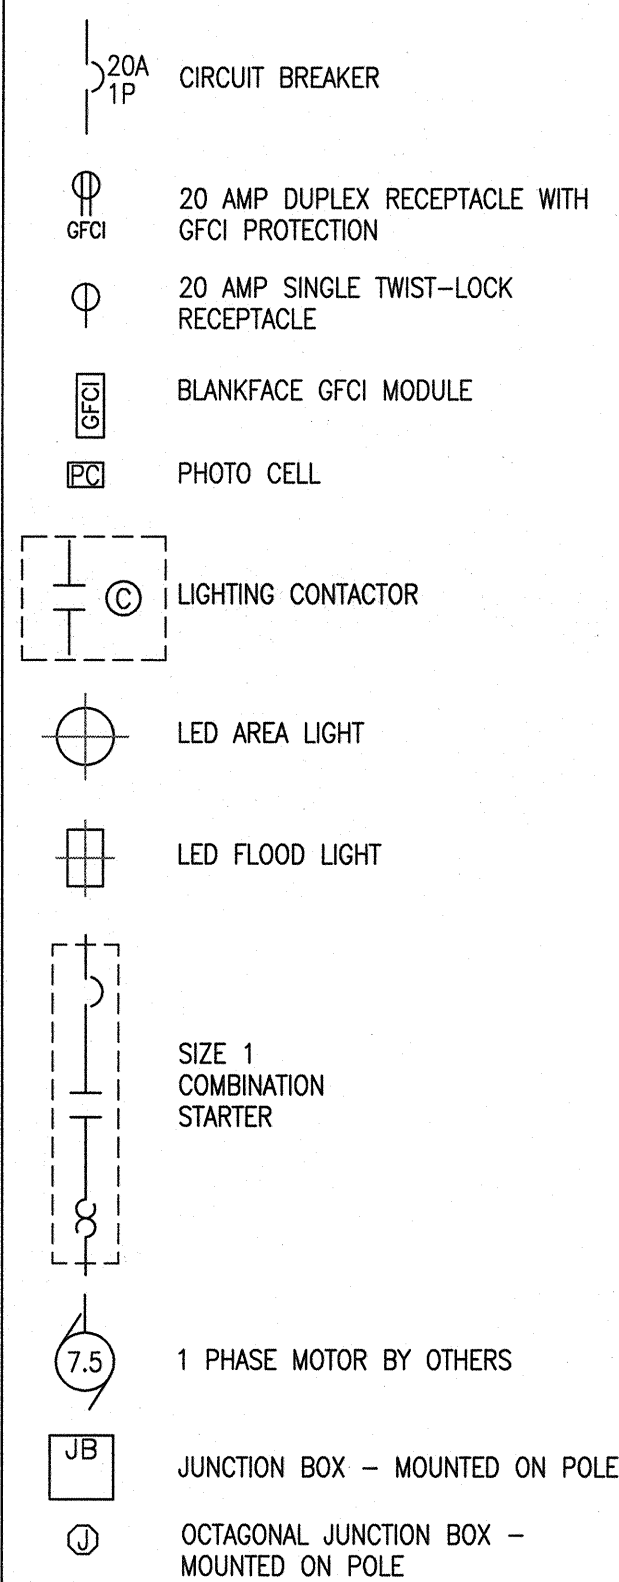 20A
1P
CIRCUIT BREAKER
GFCI
20 AMP DUPLEX RECEPTACLE WITH
GFCI PROTECTION
20 AMP SINGLE TWIST-LOCK
RECEPTACLE
GFCI
BLANKFACE GFCI MODULE
PC
PHOTO CELL
C
LIGHTING CONTACTOR
LED AREA LIGHT
LED FLOOD LIGHT
SIZE 1
COMBINATION
STARTER
7.5
1 PHASE MOTOR BY OTHERS
JB
JUNCTION BOX – MOUNTED ON POLE
J
OCTAGONAL JUNCTION BOX –
MOUNTED ON POLE